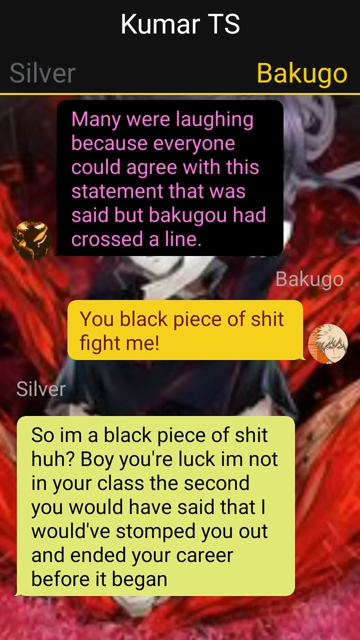 Kumar TS
Silver
Bakugo
Many were laughing
because everyone
could agree with this
statement that was
said but bakugou had
crossed a line.
Bakugo
You black piece of shit
fight me!
Silver
So im a black piece of shit
huh? Boy you're luck im not
in your class the second
you would have said that I
would've stomped you out
and ended your career
before it began